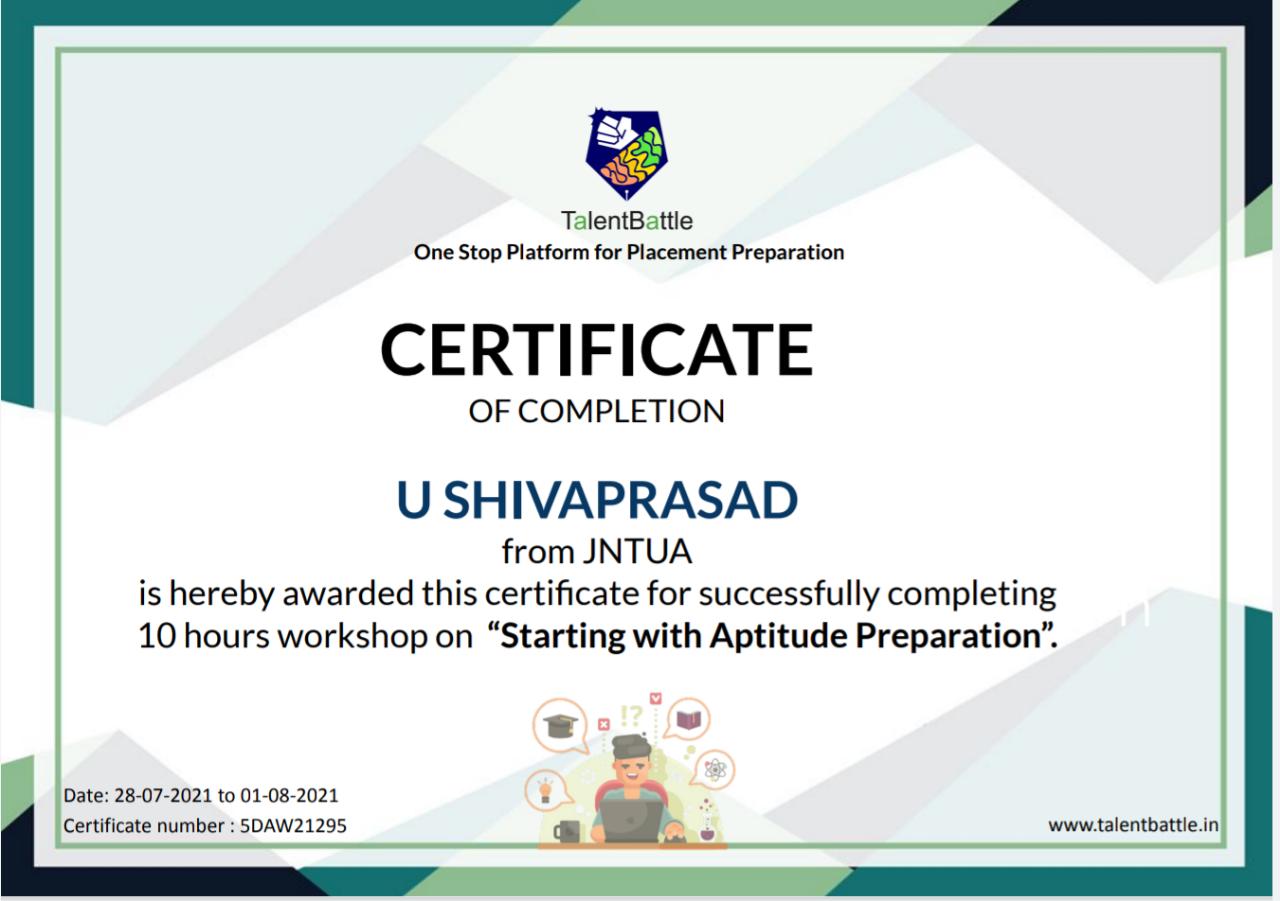 TalentBattle
One Stop Platform for Placement Preparation
CERTIFICATE
OF COMPLETION
U SHIVAPRASAD
from JNTUA
is hereby awarded this certificate for successfully completing
10 hours workshop on “Starting with Aptitude Preparation”.
!?
Date: 28-07-2021 to 01-08-2021
Certificate number : 5DAW21295
www.talentbattle.in